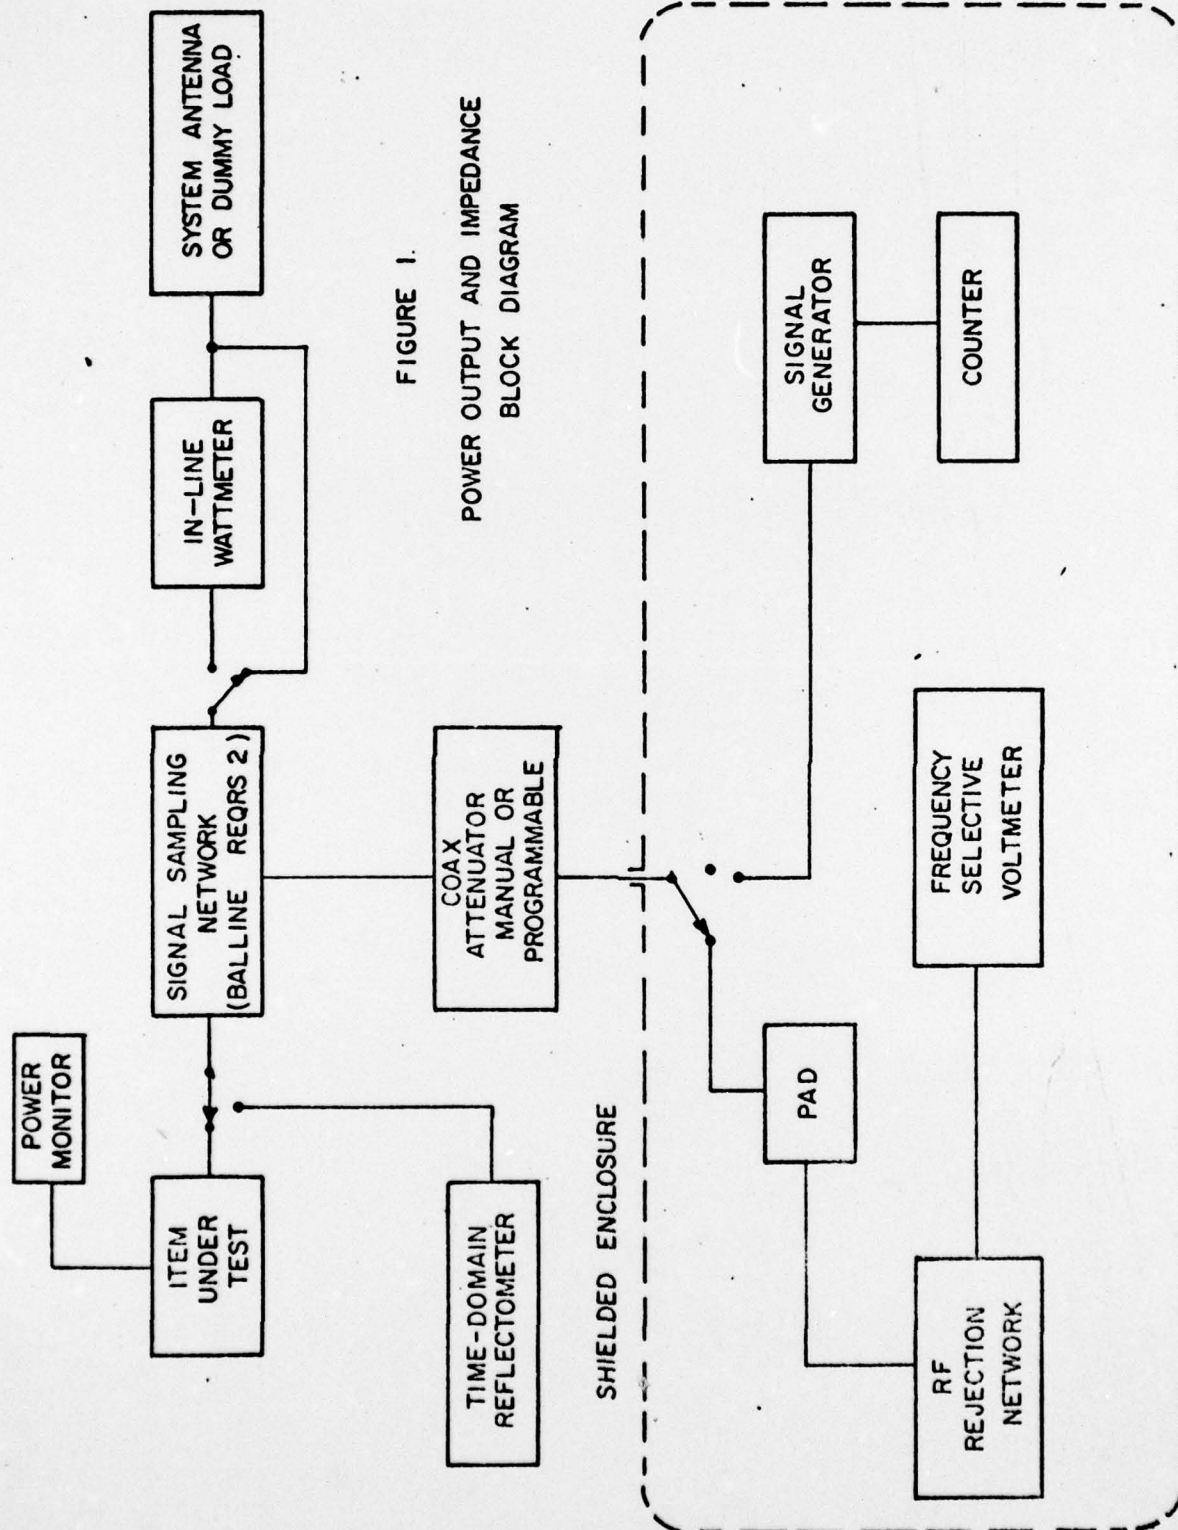 POWER
MONITOR
ITEM
UNDER
TEST
SIGNAL SAMPLING
NETWORK
(BALLINE REQRS 2)
IN-LINE
WATTMETER
SYSTEM ANTENNA
OR DUMMY LOAD
TIME-DOMAIN
REFLECTOMETER
COAX
ATTENUATOR
MANUAL OR
PROGRAMMABLE
FIGURE 1.
POWER OUTPUT AND IMPEDANCE
BLOCK DIAGRAM
SHIELDED ENCLOSURE
PAD
SIGNAL
GENERATOR
COUNTER
RF
REJECTION
NETWORK
FREQUENCY
SELECTIVE
VOLTMETER